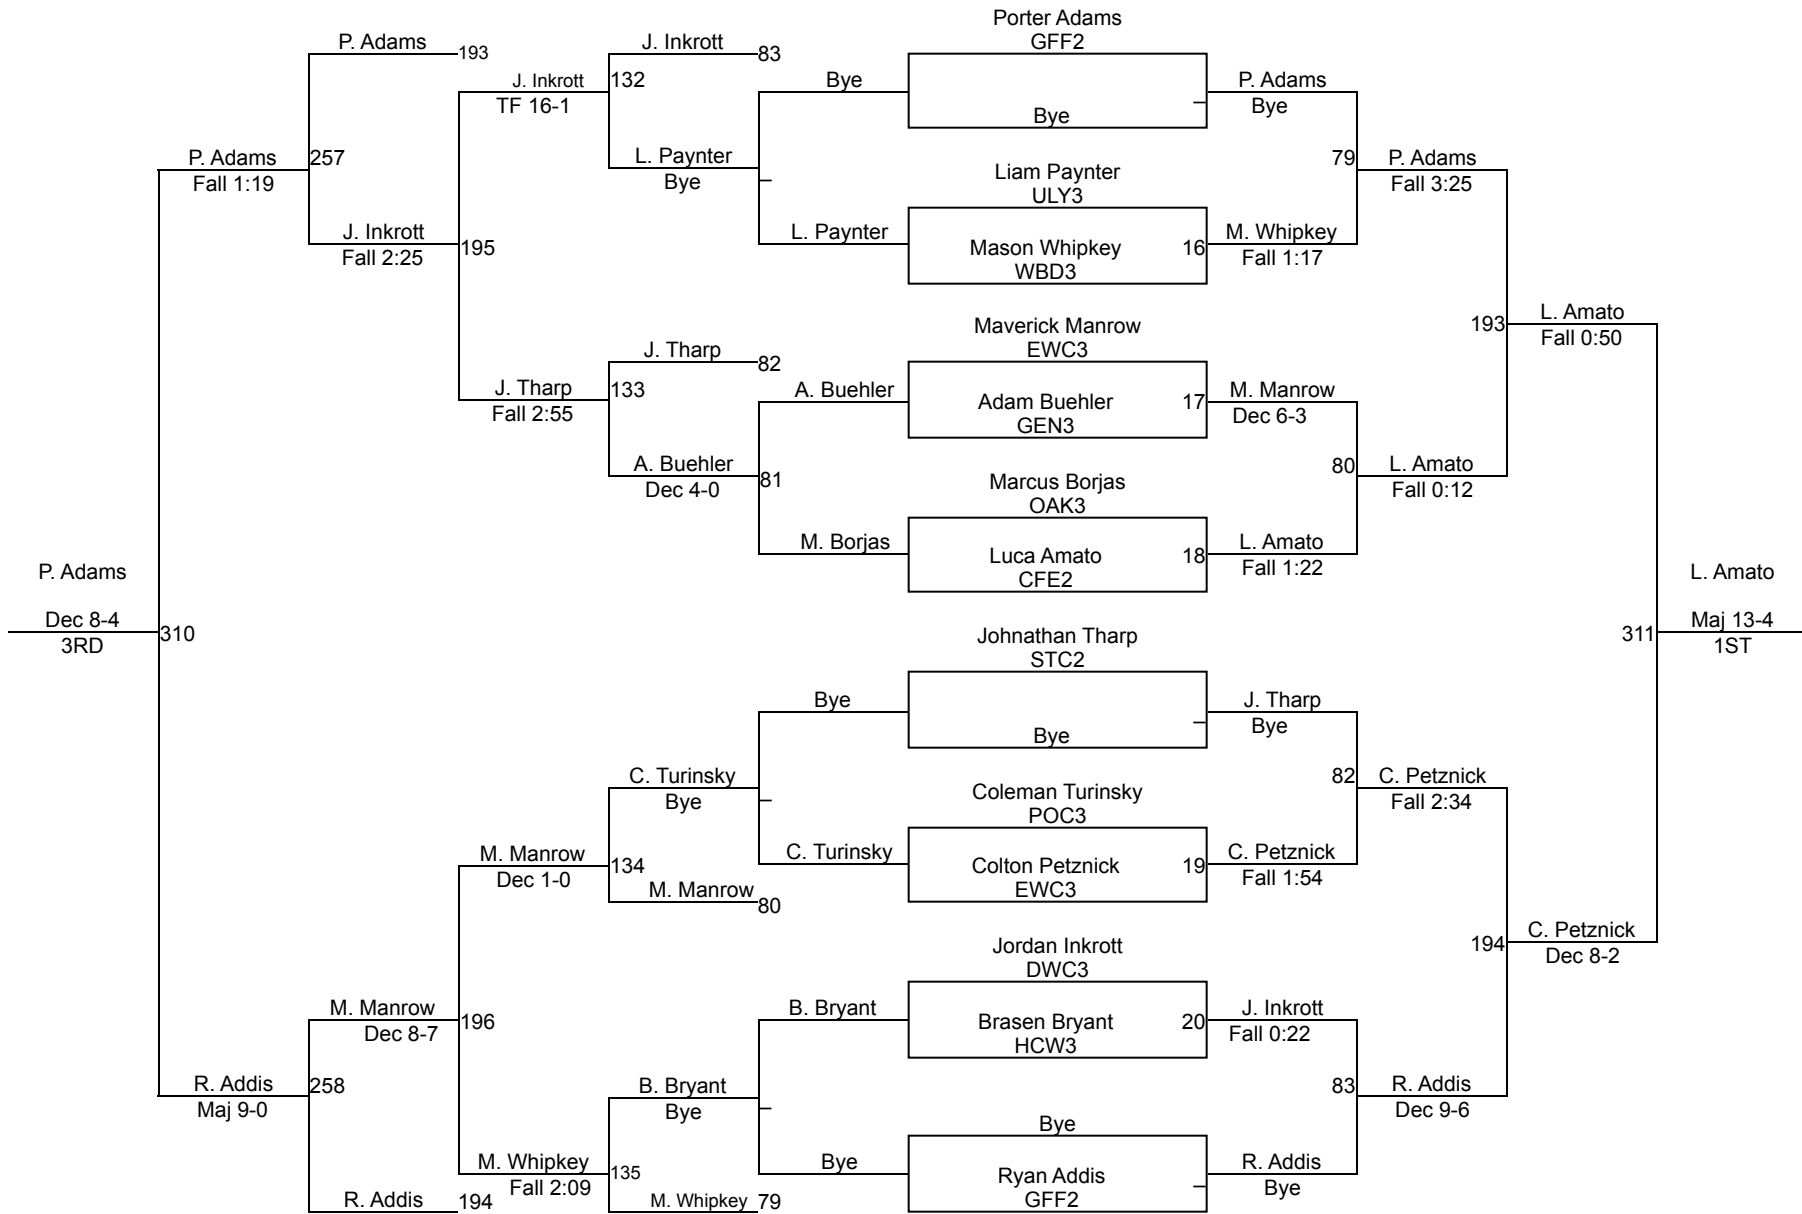 Porter Adams
GFF2
Bye
Liam Paynter
ULY3
Mason Whipkey
WBD3
16
Maverick Manrow
EWC3
Adam Buehler
GEN3
17
Marcus Borjas
OAK3
Luca Amato
CFE2
18
Johnathan Tharp
STC2
Bye
Coleman Turinsky
POC3
Colton Petznick
EWC3
19
Jordan Inkrott
DWC3
Brasen Bryant
HCW3
20
Bye
Ryan Addis
GFF2
P. Adams
Bye
79
M. Whipkey
Fall 1:17
M. Manrow
Dec 6-3
80
L. Amato
Fall 1:22
J. Tharp
Bye
82
C. Petznick
Fall 1:54
J. Inkrott
Fall 0:22
83
R. Addis
Bye
P. Adams
Fall 3:25
193
L. Amato
Fall 0:12
C. Petznick
Fall 2:34
194
R. Addis
Dec 9-6
L. Amato
Fall 0:50
311
C. Petznick
Dec 8-2
L. Amato
Maj 13-4
1ST
Bye
L. Paynter
A. Buehler
81
M. Borjas
Bye
C. Turinsky
B. Bryant
Bye
J. Inkrott
83
132
L. Paynter
Bye
J. Tharp
82
133
A. Buehler
Dec 4-0
C. Turinsky
Bye
134
M. Manrow
80
B. Bryant
Bye
135
M. Whipkey
79
J. Inkrott
TF 16-1
195
J. Tharp
Fall 2:55
M. Manrow
Dec 1-0
196
M. Whipkey
Fall 2:09
P. Adams
193
257
J. Inkrott
Fall 2:25
M. Manrow
Dec 8-7
258
R. Addis
194
P. Adams
Fall 1:19
310
R. Addis
Maj 9-0
P. Adams
Dec 8-4
3RD